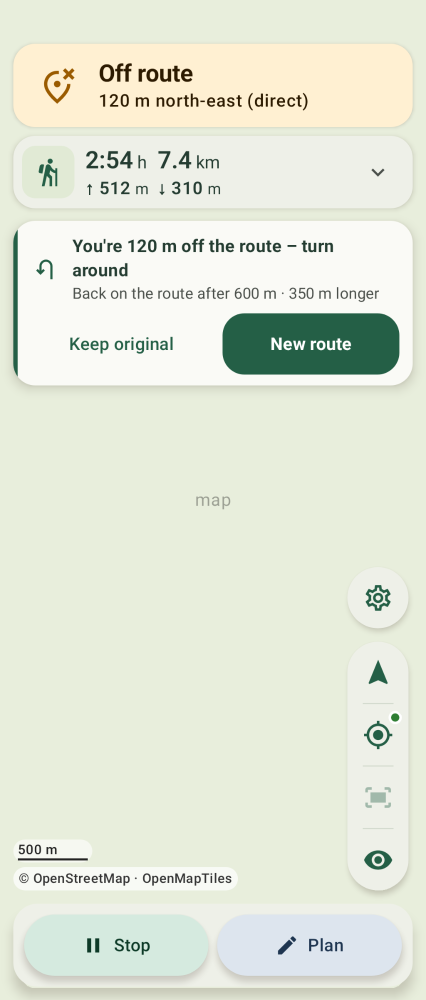 Off route
120 m north-east (direct)
2:54 h 7.4 km
↑ 512 m ↓ 310 m
You're 120 m off the route – turn
around
Back on the route after 600 m · 350 m longer
Keep original
New route
map
500 m
© OpenStreetMap · OpenMapTiles
Stop
Plan